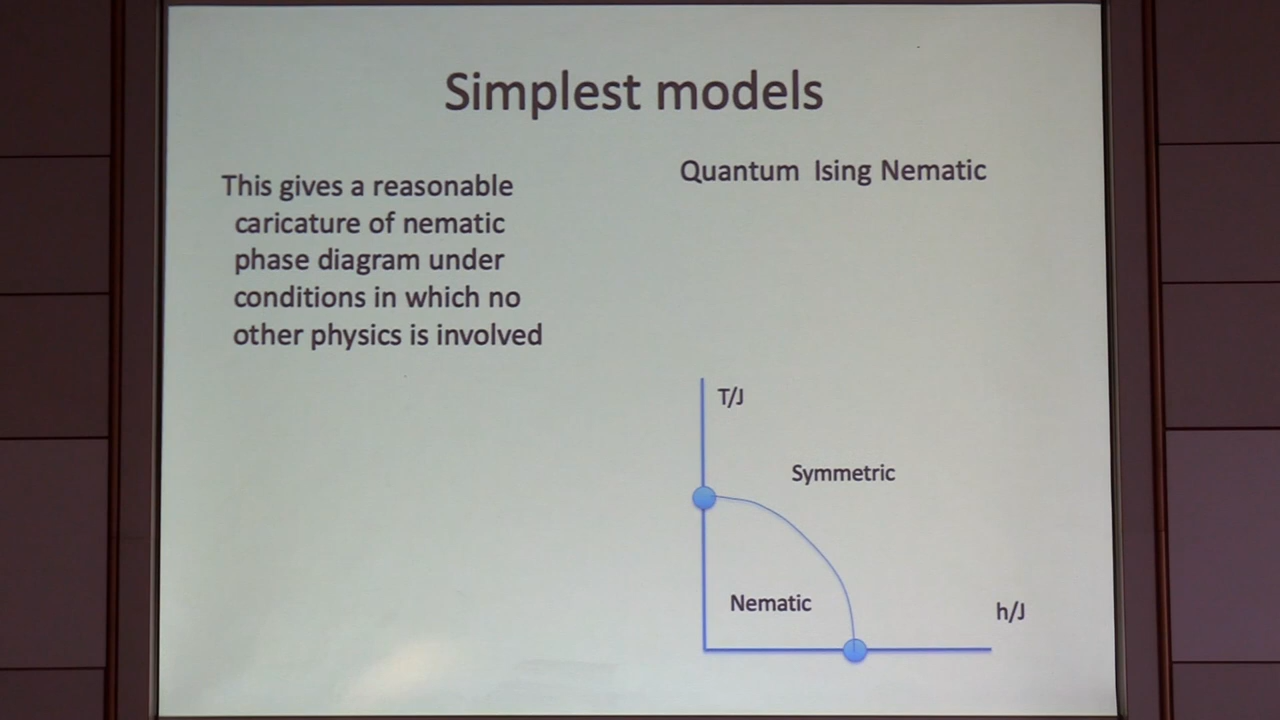 Simplest models
This gives a reasonable
caricature of nematic
phase diagram under
conditions in which no
other physics is involved
Quantum Ising Nematic
T/J
Symmetric
Nematic
h/J